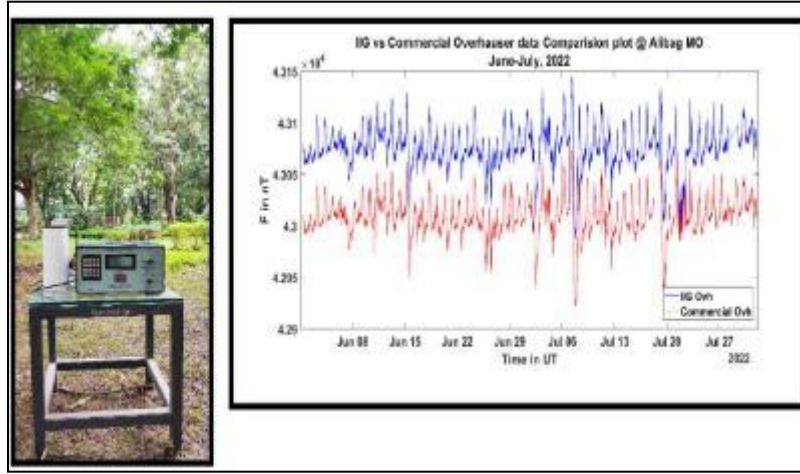 IIG vs Commercial Overhauser data Comparision plot @ Alibag MO
June-July, 2022
4.315 × 10⁴
4.31
4.305
4.3
4.295
4.29
F in nT
IIG Ovh
Commercial Ovh
Jun 08 Jun 15 Jun 22 Jun 29 Jul 06 Jul 13 Jul 20 Jul 27
Time in UT
2022